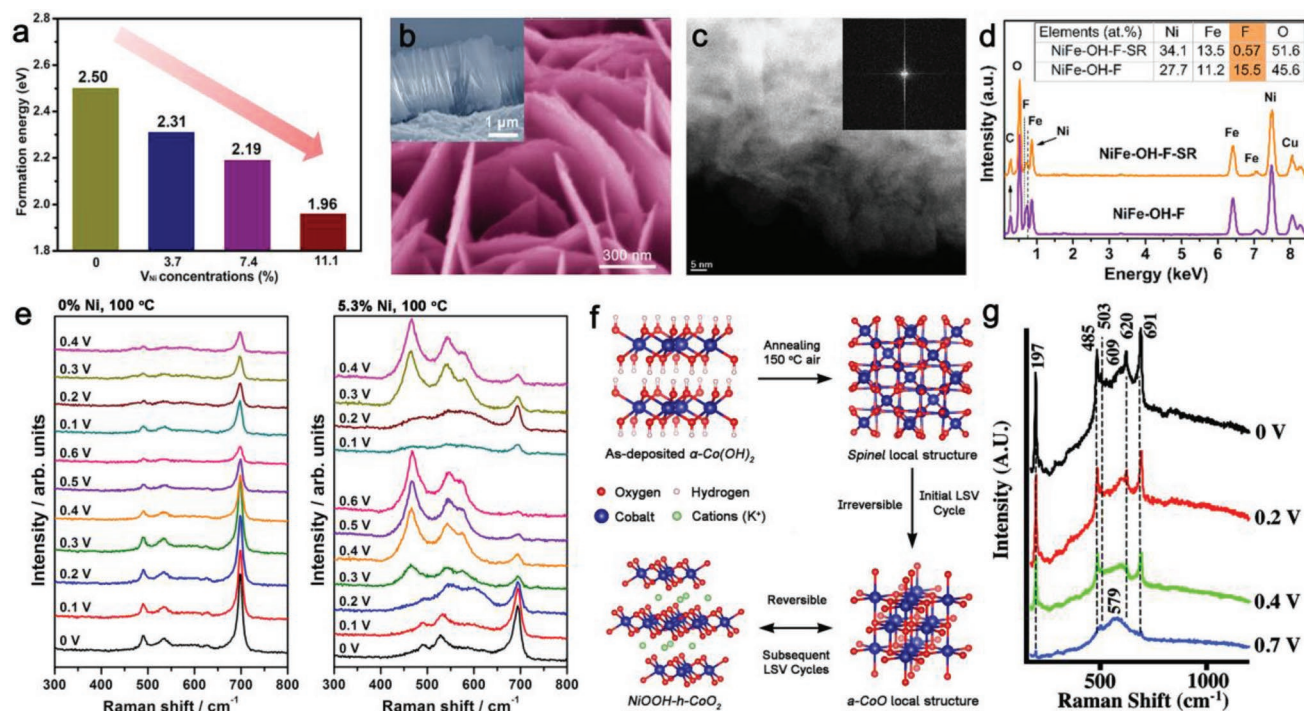 a
Formation energy (eV)
2.8
2.6
2.4
2.2
2.0
1.8
2.50
2.31
2.19
1.96
0
3.7
7.4
11.1
V_Ni concentrations (%)
b
1 μm
300 nm
c
5 nm
d
Elements (at.%) Ni Fe F O
NiFe-OH-F-SR 34.1 13.5 0.57 51.6
NiFe-OH-F 27.7 11.2 15.5 45.6
Intensity (a.u.)
C
O
F
Fe
Ni
NiFe-OH-F-SR
NiFe-OH-F
Fe
Fe
Ni
Cu
1 2 3 4 5 6 7 8
Energy (keV)
e
0% Ni, 100 °C
Intensity / arb. units
0.4 V
0.3 V
0.2 V
0.1 V
0.6 V
0.5 V
0.4 V
0.3 V
0.2 V
0.1 V
0 V
300 400 500 600 700 800
Raman shift / cm⁻¹
5.3% Ni, 100 °C
Intensity / arb. units
0.4 V
0.3 V
0.2 V
0.1 V
0.6 V
0.5 V
0.4 V
0.3 V
0.2 V
0.1 V
0 V
300 400 500 600 700 800
Raman shift / cm⁻¹
f
Annealing
150 °C air
As-deposited α-Co(OH)₂
Spinel local structure
Oxygen
Hydrogen
Cobalt
Cations (K⁺)
Irreversible
Initial LSV
Cycle
Reversible
Subsequent
LSV Cycles
NiOOH-h-CoO₂
a-CoO local structure
g
Intensity (A.U.)
197
485
503
609
620
691
579
0 V
0.2 V
0.4 V
0.7 V
500
1000
Raman Shift (cm⁻¹)